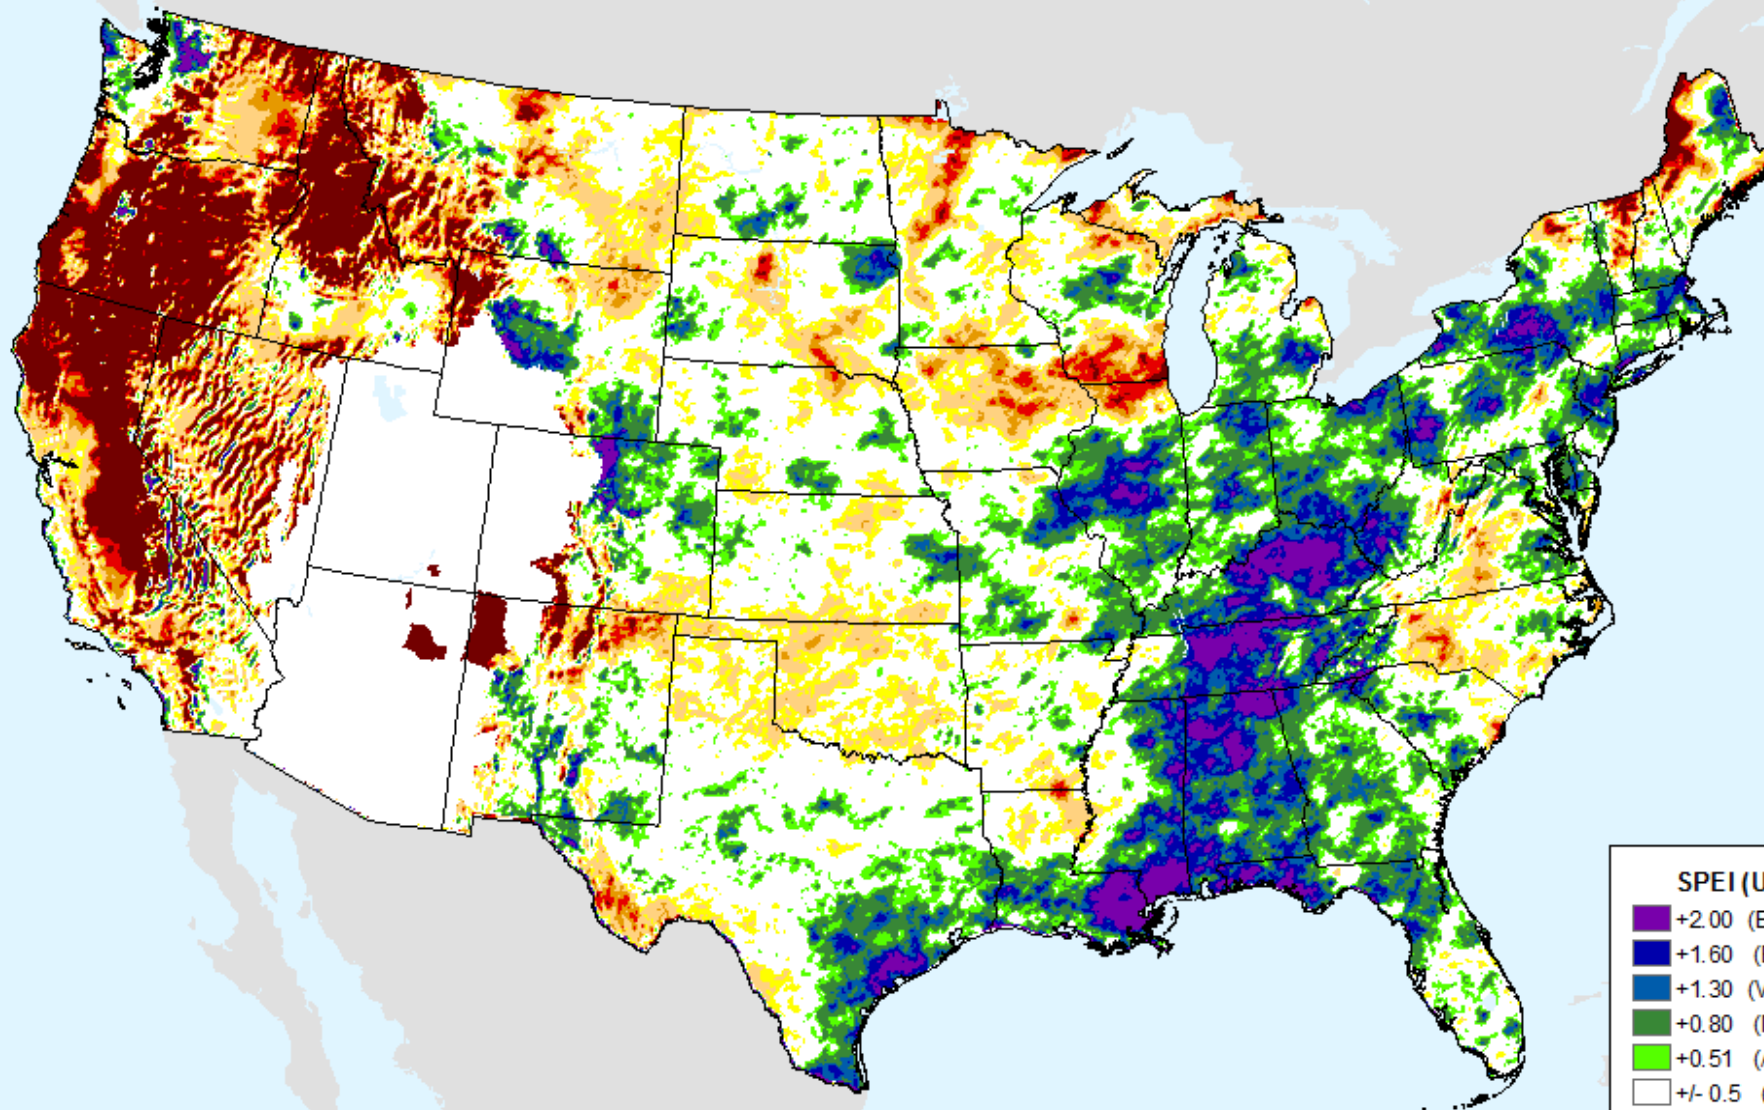 SPEI (U
+2.00 (E
+1.60 (
+1.30 (V
+0.80 (
+0.51 (
+/- 0.5 (